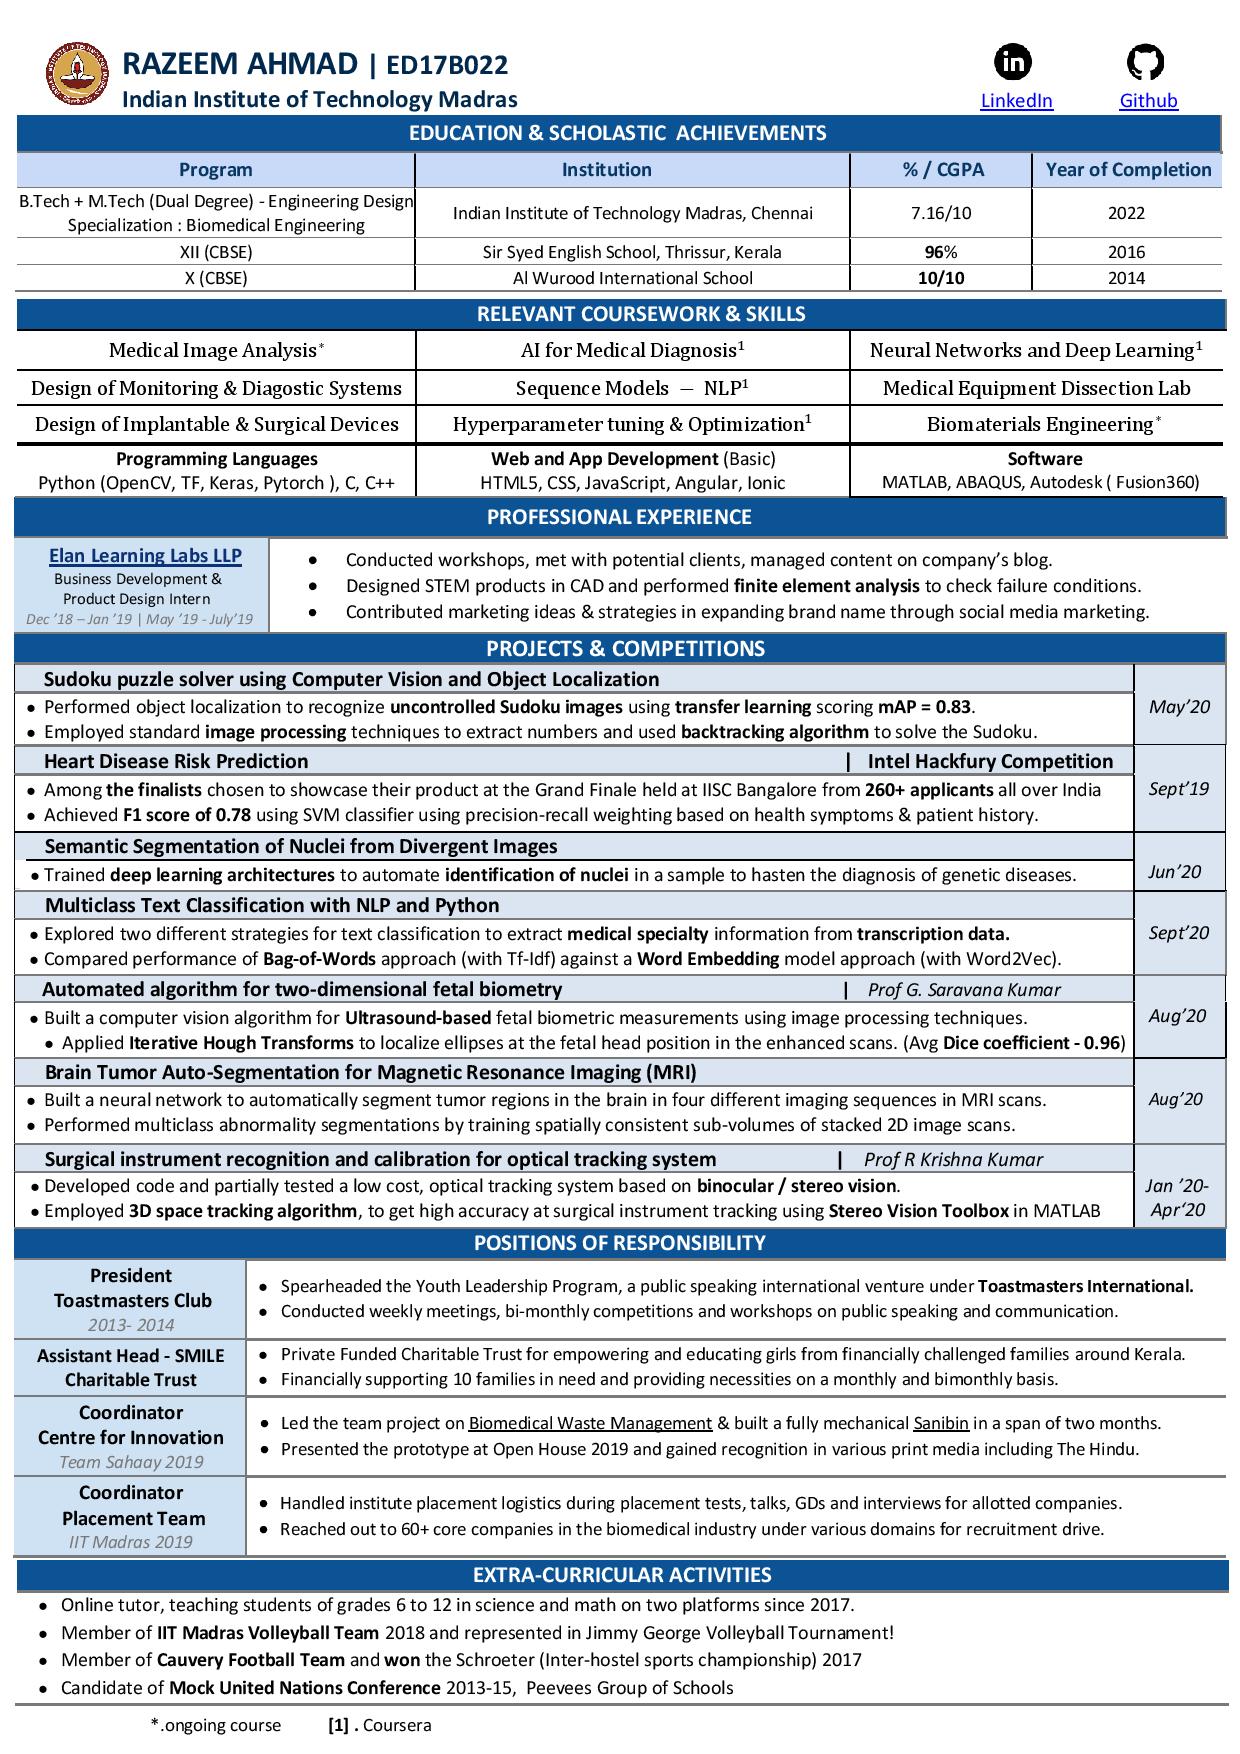 RAZEEM AHMAD | ED17B022
Indian Institute of Technology Madras
LinkedIn
Github
EDUCATION & SCHOLASTIC ACHIEVEMENTS
Program Institution % / CGPA Year of Completion
B.Tech + M.Tech (Dual Degree) - Engineering Design
Specialization : Biomedical Engineering
Indian Institute of Technology Madras, Chennai 7.16/10 2022
XII (CBSE) Sir Syed English School, Thrissur, Kerala 96% 2016
X (CBSE) Al Wurood International School 10/10 2014
RELEVANT COURSEWORK & SKILLS
Medical Image Analysis* AI for Medical Diagnosis¹ Neural Networks and Deep Learning¹
Design of Monitoring & Diagostic Systems Sequence Models − NLP¹ Medical Equipment Dissection Lab
Design of Implantable & Surgical Devices Hyperparameter tuning & Optimization¹ Biomaterials Engineering*
Programming Languages Web and App Development (Basic) Software
Python (OpenCV, TF, Keras, Pytorch ), C, C++ HTML5, CSS, JavaScript, Angular, Ionic MATLAB, ABAQUS, Autodesk ( Fusion360)
PROFESSIONAL EXPERIENCE
Elan Learning Labs LLP
Business Development &
Product Design Intern
Dec '18 – Jan '19 | May '19 - July'19
• Conducted workshops, met with potential clients, managed content on company's blog.
• Designed STEM products in CAD and performed finite element analysis to check failure conditions.
• Contributed marketing ideas & strategies in expanding brand name through social media marketing.
PROJECTS & COMPETITIONS
Sudoku puzzle solver using Computer Vision and Object Localization
May'20
• Performed object localization to recognize uncontrolled Sudoku images using transfer learning scoring mAP = 0.83.
• Employed standard image processing techniques to extract numbers and used backtracking algorithm to solve the Sudoku.
Heart Disease Risk Prediction | Intel Hackfury Competition
Sept'19
• Among the finalists chosen to showcase their product at the Grand Finale held at IISC Bangalore from 260+ applicants all over India
• Achieved F1 score of 0.78 using SVM classifier using precision-recall weighting based on health symptoms & patient history.
Semantic Segmentation of Nuclei from Divergent Images
Jun'20
• Trained deep learning architectures to automate identification of nuclei in a sample to hasten the diagnosis of genetic diseases.
Multiclass Text Classification with NLP and Python
Sept'20
• Explored two different strategies for text classification to extract medical specialty information from transcription data.
• Compared performance of Bag-of-Words approach (with Tf-Idf) against a Word Embedding model approach (with Word2Vec).
Automated algorithm for two-dimensional fetal biometry | Prof G. Saravana Kumar
Aug'20
• Built a computer vision algorithm for Ultrasound-based fetal biometric measurements using image processing techniques.
• Applied Iterative Hough Transforms to localize ellipses at the fetal head position in the enhanced scans. (Avg Dice coefficient - 0.96)
Brain Tumor Auto-Segmentation for Magnetic Resonance Imaging (MRI)
Aug'20
• Built a neural network to automatically segment tumor regions in the brain in four different imaging sequences in MRI scans.
• Performed multiclass abnormality segmentations by training spatially consistent sub-volumes of stacked 2D image scans.
Surgical instrument recognition and calibration for optical tracking system | Prof R Krishna Kumar
Jan '20-
Apr'20
• Developed code and partially tested a low cost, optical tracking system based on binocular / stereo vision.
• Employed 3D space tracking algorithm, to get high accuracy at surgical instrument tracking using Stereo Vision Toolbox in MATLAB
POSITIONS OF RESPONSIBILITY
President
Toastmasters Club
2013- 2014
• Spearheaded the Youth Leadership Program, a public speaking international venture under Toastmasters International.
• Conducted weekly meetings, bi-monthly competitions and workshops on public speaking and communication.
Assistant Head - SMILE
Charitable Trust
• Private Funded Charitable Trust for empowering and educating girls from financially challenged families around Kerala.
• Financially supporting 10 families in need and providing necessities on a monthly and bimonthly basis.
Coordinator
Centre for Innovation
Team Sahaay 2019
• Led the team project on Biomedical Waste Management & built a fully mechanical Sanibin in a span of two months.
• Presented the prototype at Open House 2019 and gained recognition in various print media including The Hindu.
Coordinator
Placement Team
IIT Madras 2019
• Handled institute placement logistics during placement tests, talks, GDs and interviews for allotted companies.
• Reached out to 60+ core companies in the biomedical industry under various domains for recruitment drive.
EXTRA-CURRICULAR ACTIVITIES
• Online tutor, teaching students of grades 6 to 12 in science and math on two platforms since 2017.
• Member of IIT Madras Volleyball Team 2018 and represented in Jimmy George Volleyball Tournament!
• Member of Cauvery Football Team and won the Schroeter (Inter-hostel sports championship) 2017
• Candidate of Mock United Nations Conference 2013-15, Peevees Group of Schools
*.ongoing course [1] . Coursera